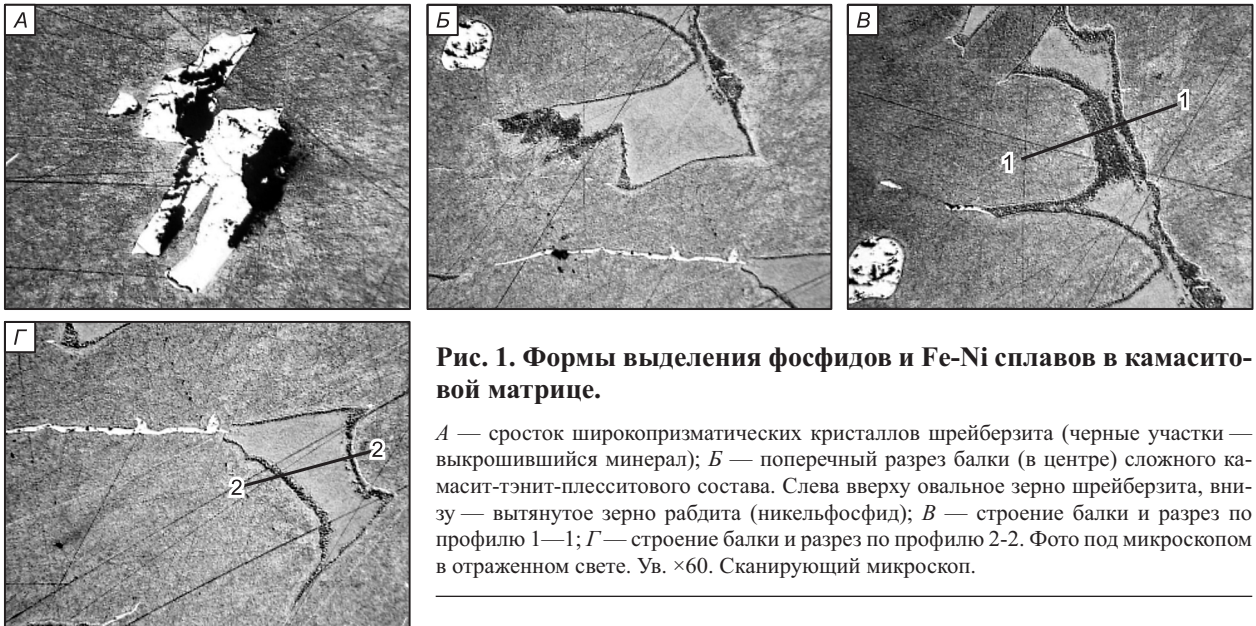 А
Б
В
1
1
Г
2
2
Рис. 1. Формы выделения фосфидов и Fe-Ni сплавов в камасито-
вой матрице.
А — сросток широкопризматических кристаллов шрейберзита (черные участки —
выкрошившийся минерал); Б — поперечный разрез балки (в центре) сложного ка-
масит-тэнит-плесситового состава. Слева вверху овальное зерно шрейберзита, вни-
зу — вытянутое зерно рабдита (никельфосфид); В — строение балки и разрез по
профилю 1—1; Г — строение балки и разрез по профилю 2-2. Фото под микроскопом
в отраженном свете. Ув. ×60. Сканирующий микроскоп.